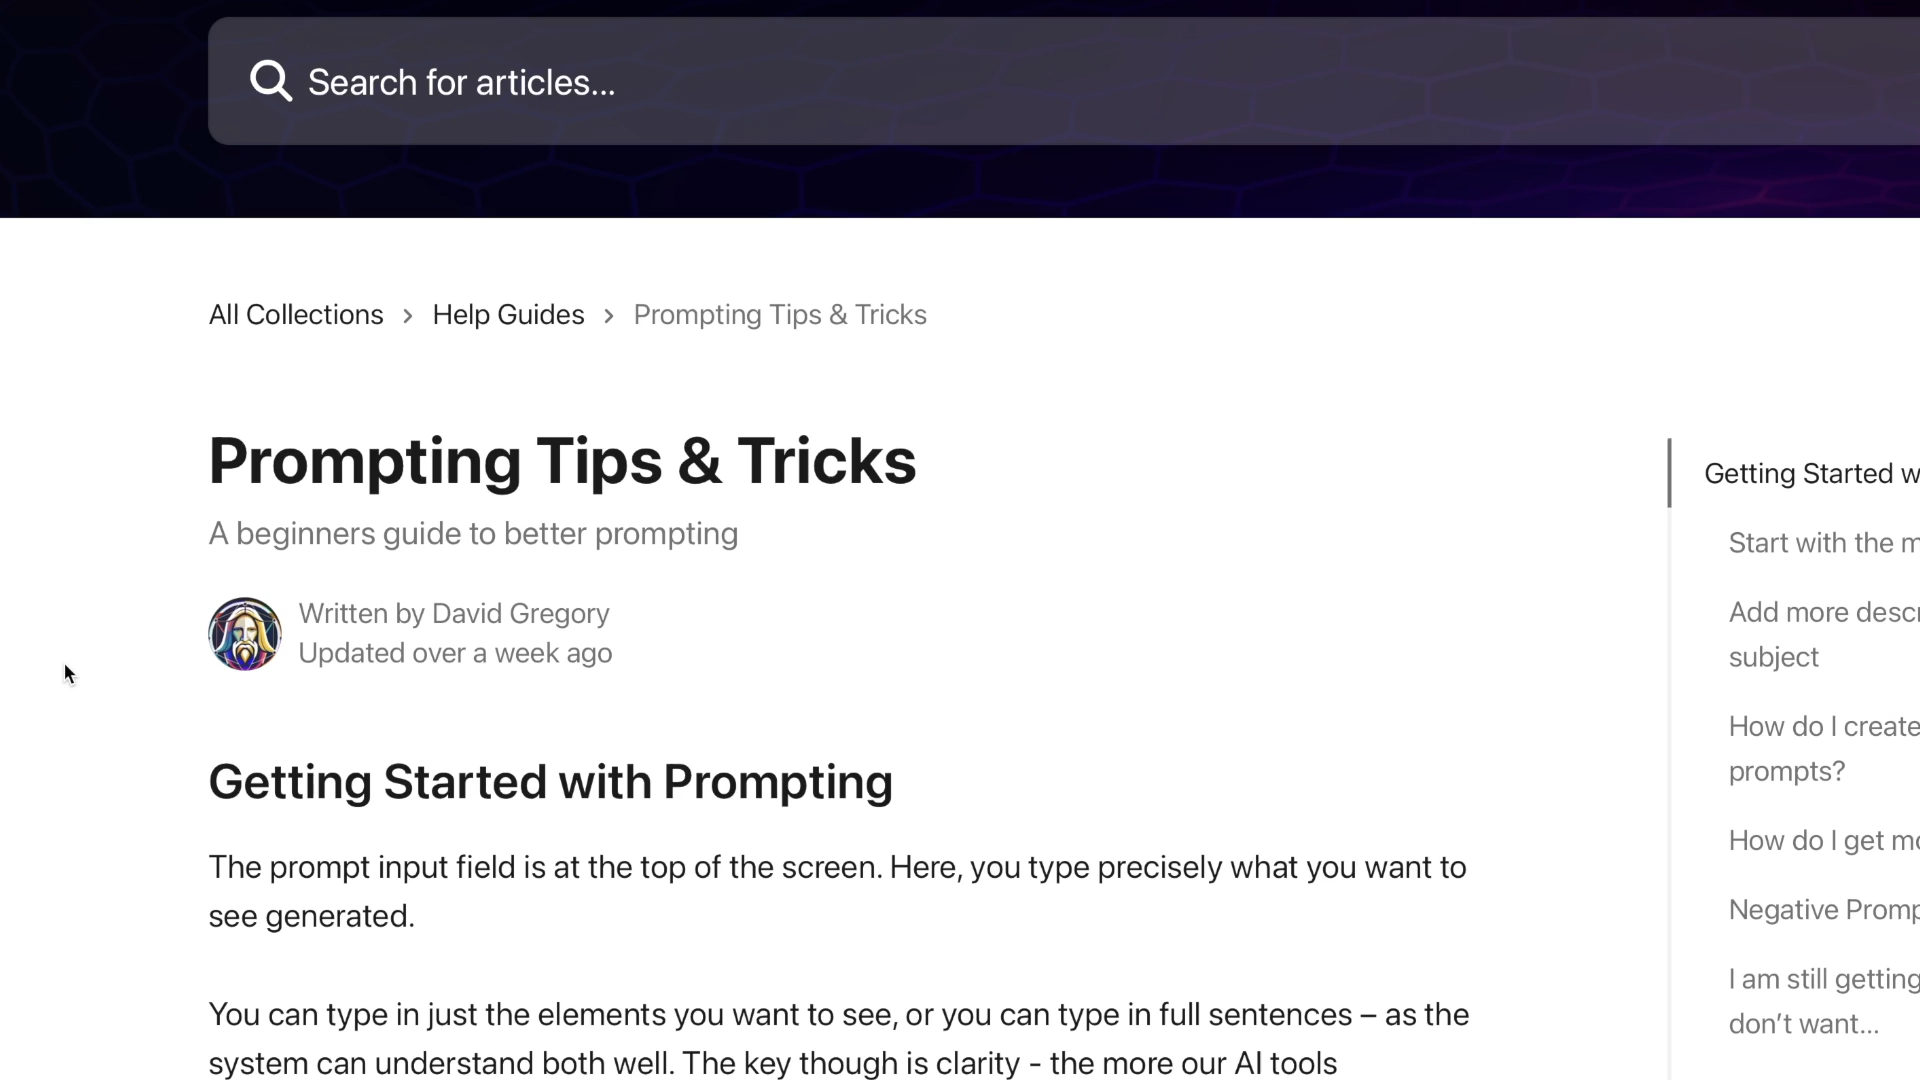 Search for articles...
All Collections > Help Guides > Prompting Tips & Tricks
Prompting Tips & Tricks
A beginners guide to better prompting
Written by David Gregory
Updated over a week ago
Getting Started with Prompting
The prompt input field is at the top of the screen. Here, you type precisely what you want to
see generated.
You can type in just the elements you want to see, or you can type in full sentences – as the
system can understand both well. The key though is clarity - the more our AI tools
Getting Started
Start with the
Add more
subject
How do I create
prompts?
How do I get
Negative
I am still getting
don't want...